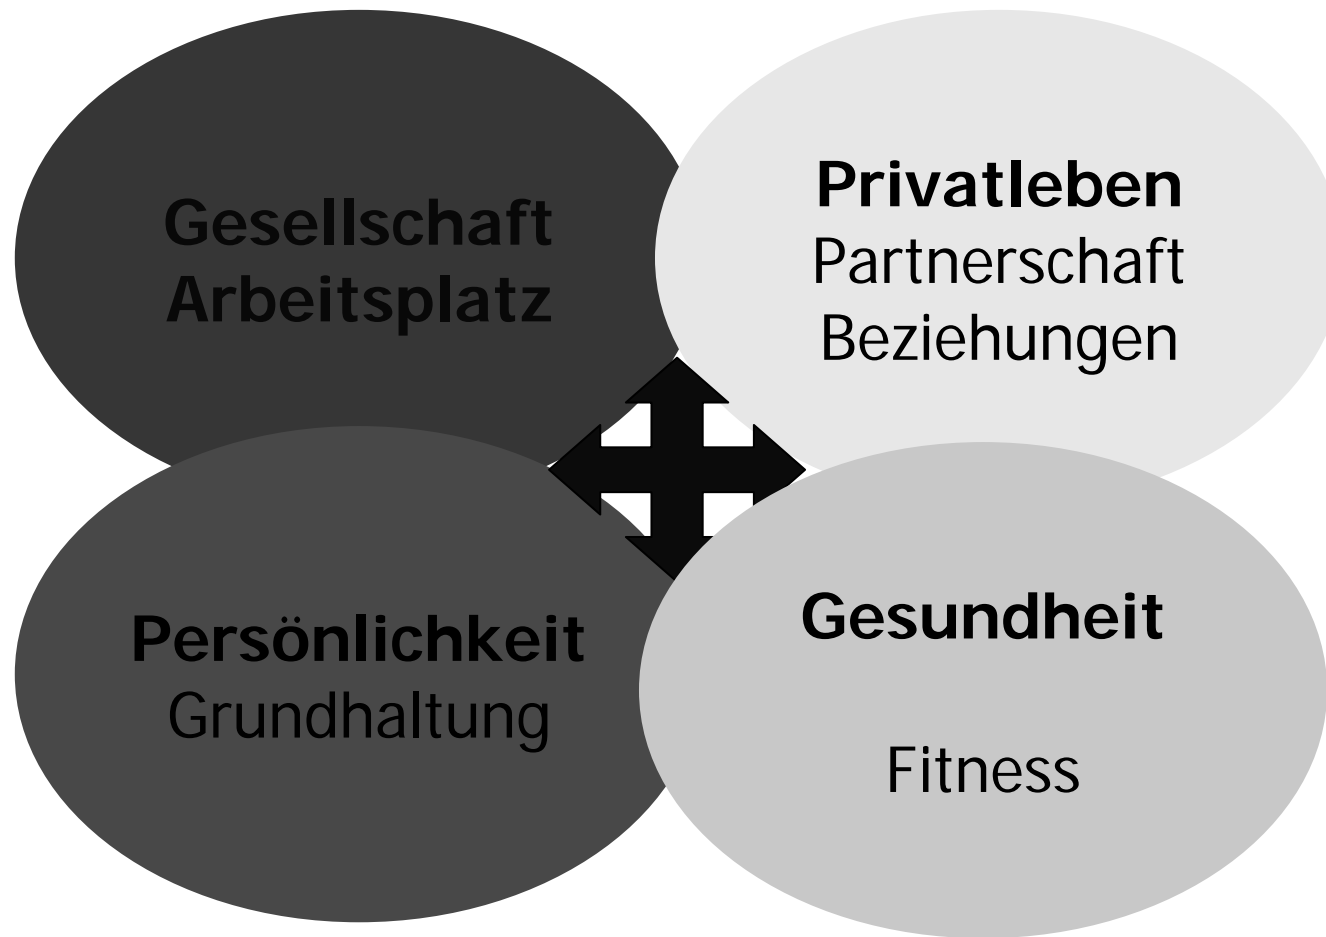 Gesellschaft
Arbeitsplatz
Privatleben
Partnerschaft
Beziehungen
Persönlichkeit
Grundhaltung
Gesundheit
Fitness